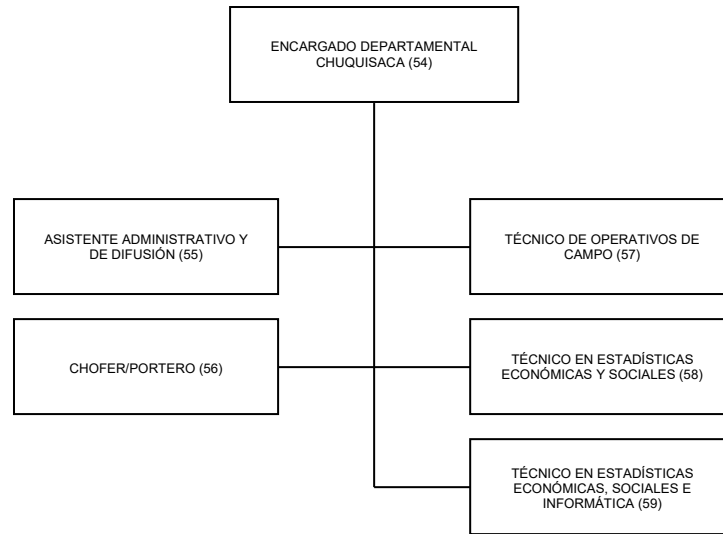 ENCARGADO DEPARTAMENTAL
CHUQUISACA (54)
ASISTENTE ADMINISTRATIVO Y
DE DIFUSIÓN (55)
TÉCNICO DE OPERATIVOS DE
CAMPO (57)
CHOFER/PORTERO (56)
TÉCNICO EN ESTADÍSTICAS
ECONÓMICAS Y SOCIALES (58)
TÉCNICO EN ESTADÍSTICAS
ECONÓMICAS, SOCIALES E
INFORMÁTICA (59)